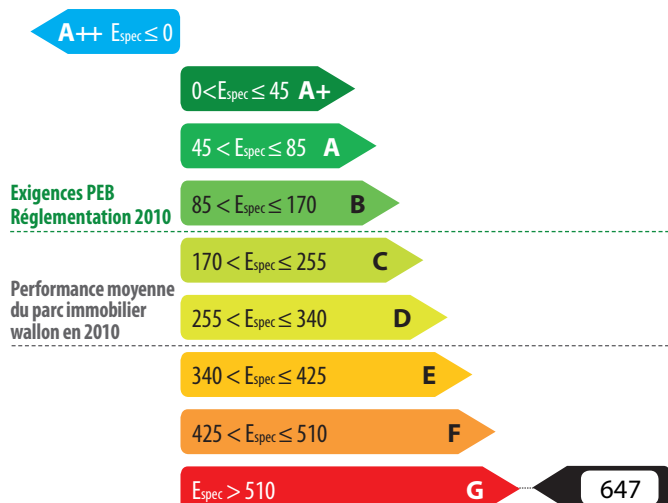 A++ Espec ≤ 0
0 < Espec ≤ 45 A+
45 < Espec ≤ 85 A
Exigences PEB
Réglementation 2010
85 < Espec ≤ 170 B
170 < Espec ≤ 255 C
Performance moyenne
du parc immobilier
wallon en 2010
255 < Espec ≤ 340 D
340 < Espec ≤ 425 E
425 < Espec ≤ 510 F
Espec > 510 G 647